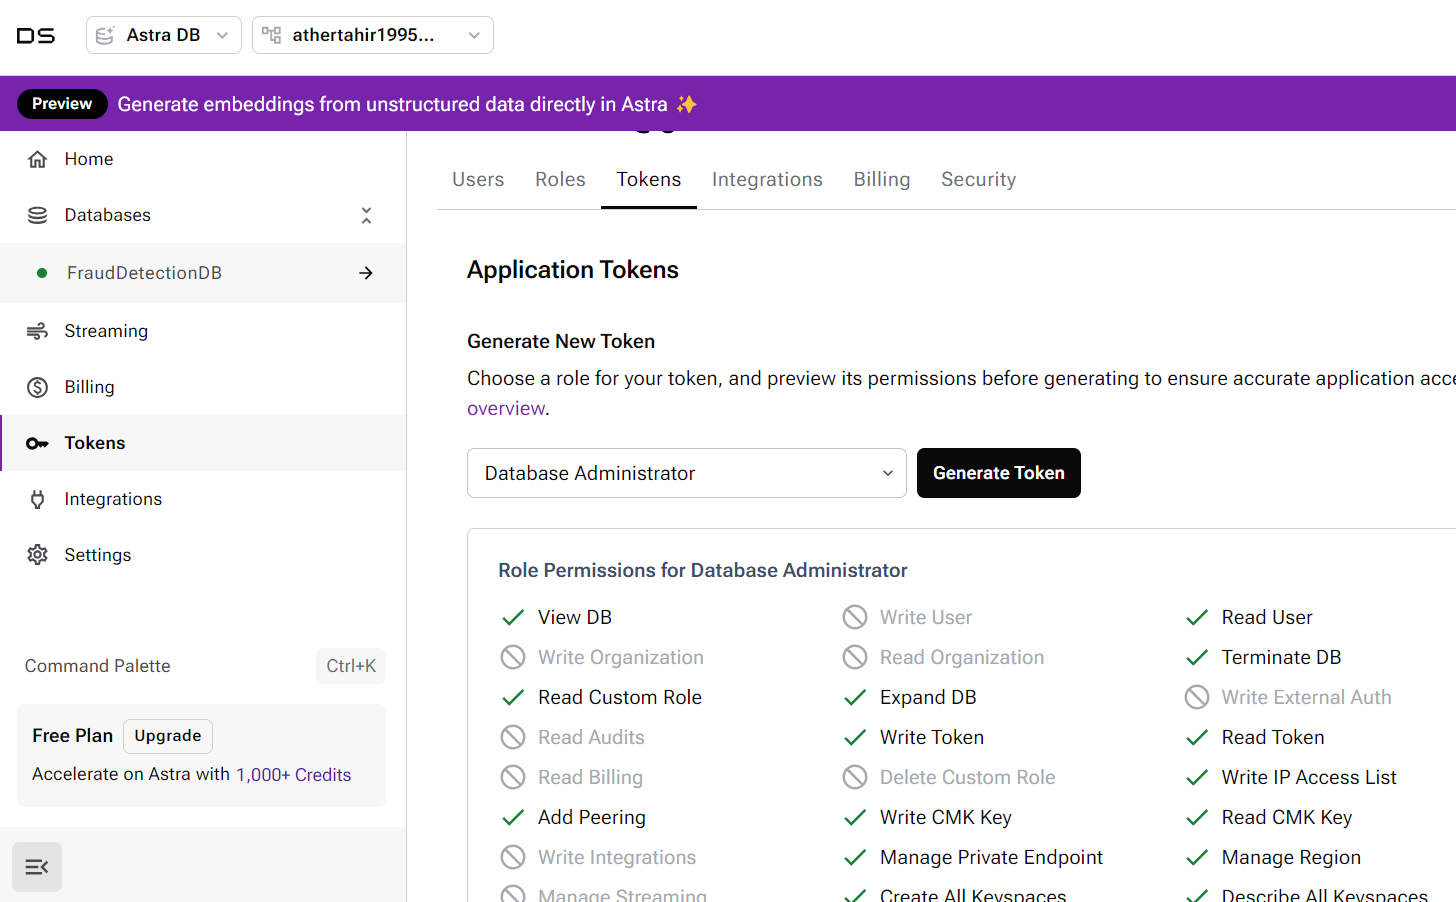 DS
Astra DB
athertahir1995...
Preview
Generate embeddings from unstructured data directly in Astra ✨
Home
Databases
FraudDetectionDB
Streaming
Billing
Tokens
Integrations
Settings
Command Palette Ctrl+K
Free Plan Upgrade
Accelerate on Astra with 1,000+ Credits
Users Roles Tokens Integrations Billing Security
Application Tokens
Generate New Token
Choose a role for your token, and preview its permissions before generating to ensure accurate application acce
overview.
Database Administrator
Generate Token
Role Permissions for Database Administrator
View DB Write User Read User
Write Organization Read Organization Terminate DB
Read Custom Role Expand DB Write External Auth
Read Audits Write Token Read Token
Read Billing Delete Custom Role Write IP Access List
Add Peering Write CMK Key Read CMK Key
Write Integrations Manage Private Endpoint Manage Region
Manage Streaming Create All Keyspaces Describe All Keyspaces